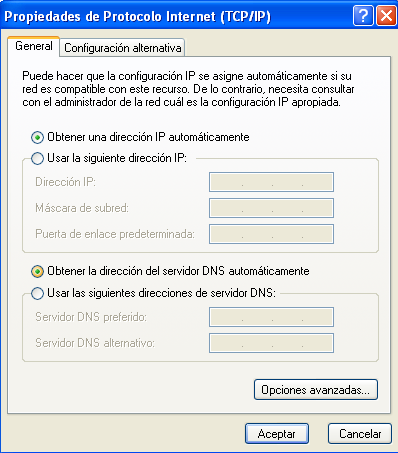 Propiedades de Protocolo Internet (TCP/IP)
General
Configuración alternativa
Puede hacer que la configuración IP se asigne automáticamente si su
red es compatible con este recurso. De lo contrario, necesita consultar
con el administrador de la red cuál es la configuración IP apropiada.
Obtener una dirección IP automáticamente
Usar la siguiente dirección IP:
Dirección IP:
Máscara de subred:
Puerta de enlace predeterminada:
Obtener la dirección del servidor DNS automáticamente
Usar las siguientes direcciones de servidor DNS:
Servidor DNS preferido:
Servidor DNS alternativo:
Opciones avanzadas...
Aceptar
Cancelar